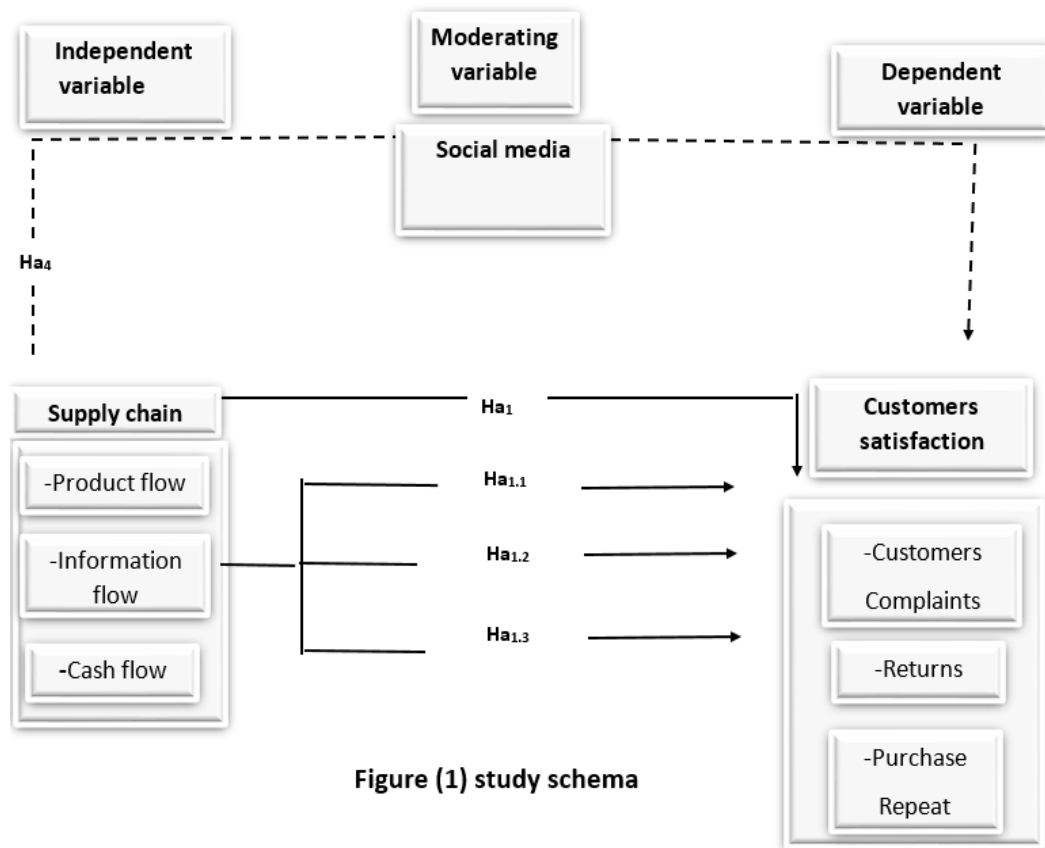 Independent
variable
Moderating
variable
Dependent
variable
Social media
Ha4
Supply chain
Ha1
Customers
satisfaction
-Product flow
-Information
flow
-Cash flow
Ha1.1
Ha1.2
Ha1.3
-Customers
Complaints
-Returns
-Purchase
Repeat
Figure (1) study schema